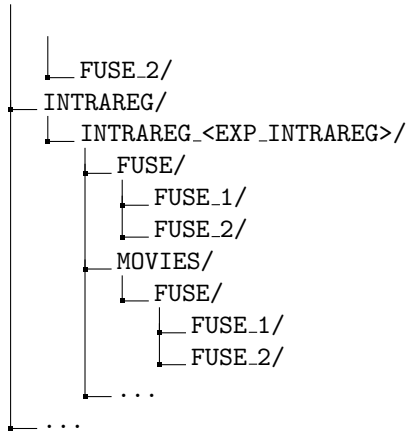 FUSE_2/
INTRAREG/
INTRAREG_<EXP_INTRAREG>/
FUSE/
FUSE_1/
FUSE_2/
MOVIES/
FUSE/
FUSE_1/
FUSE_2/
...
...